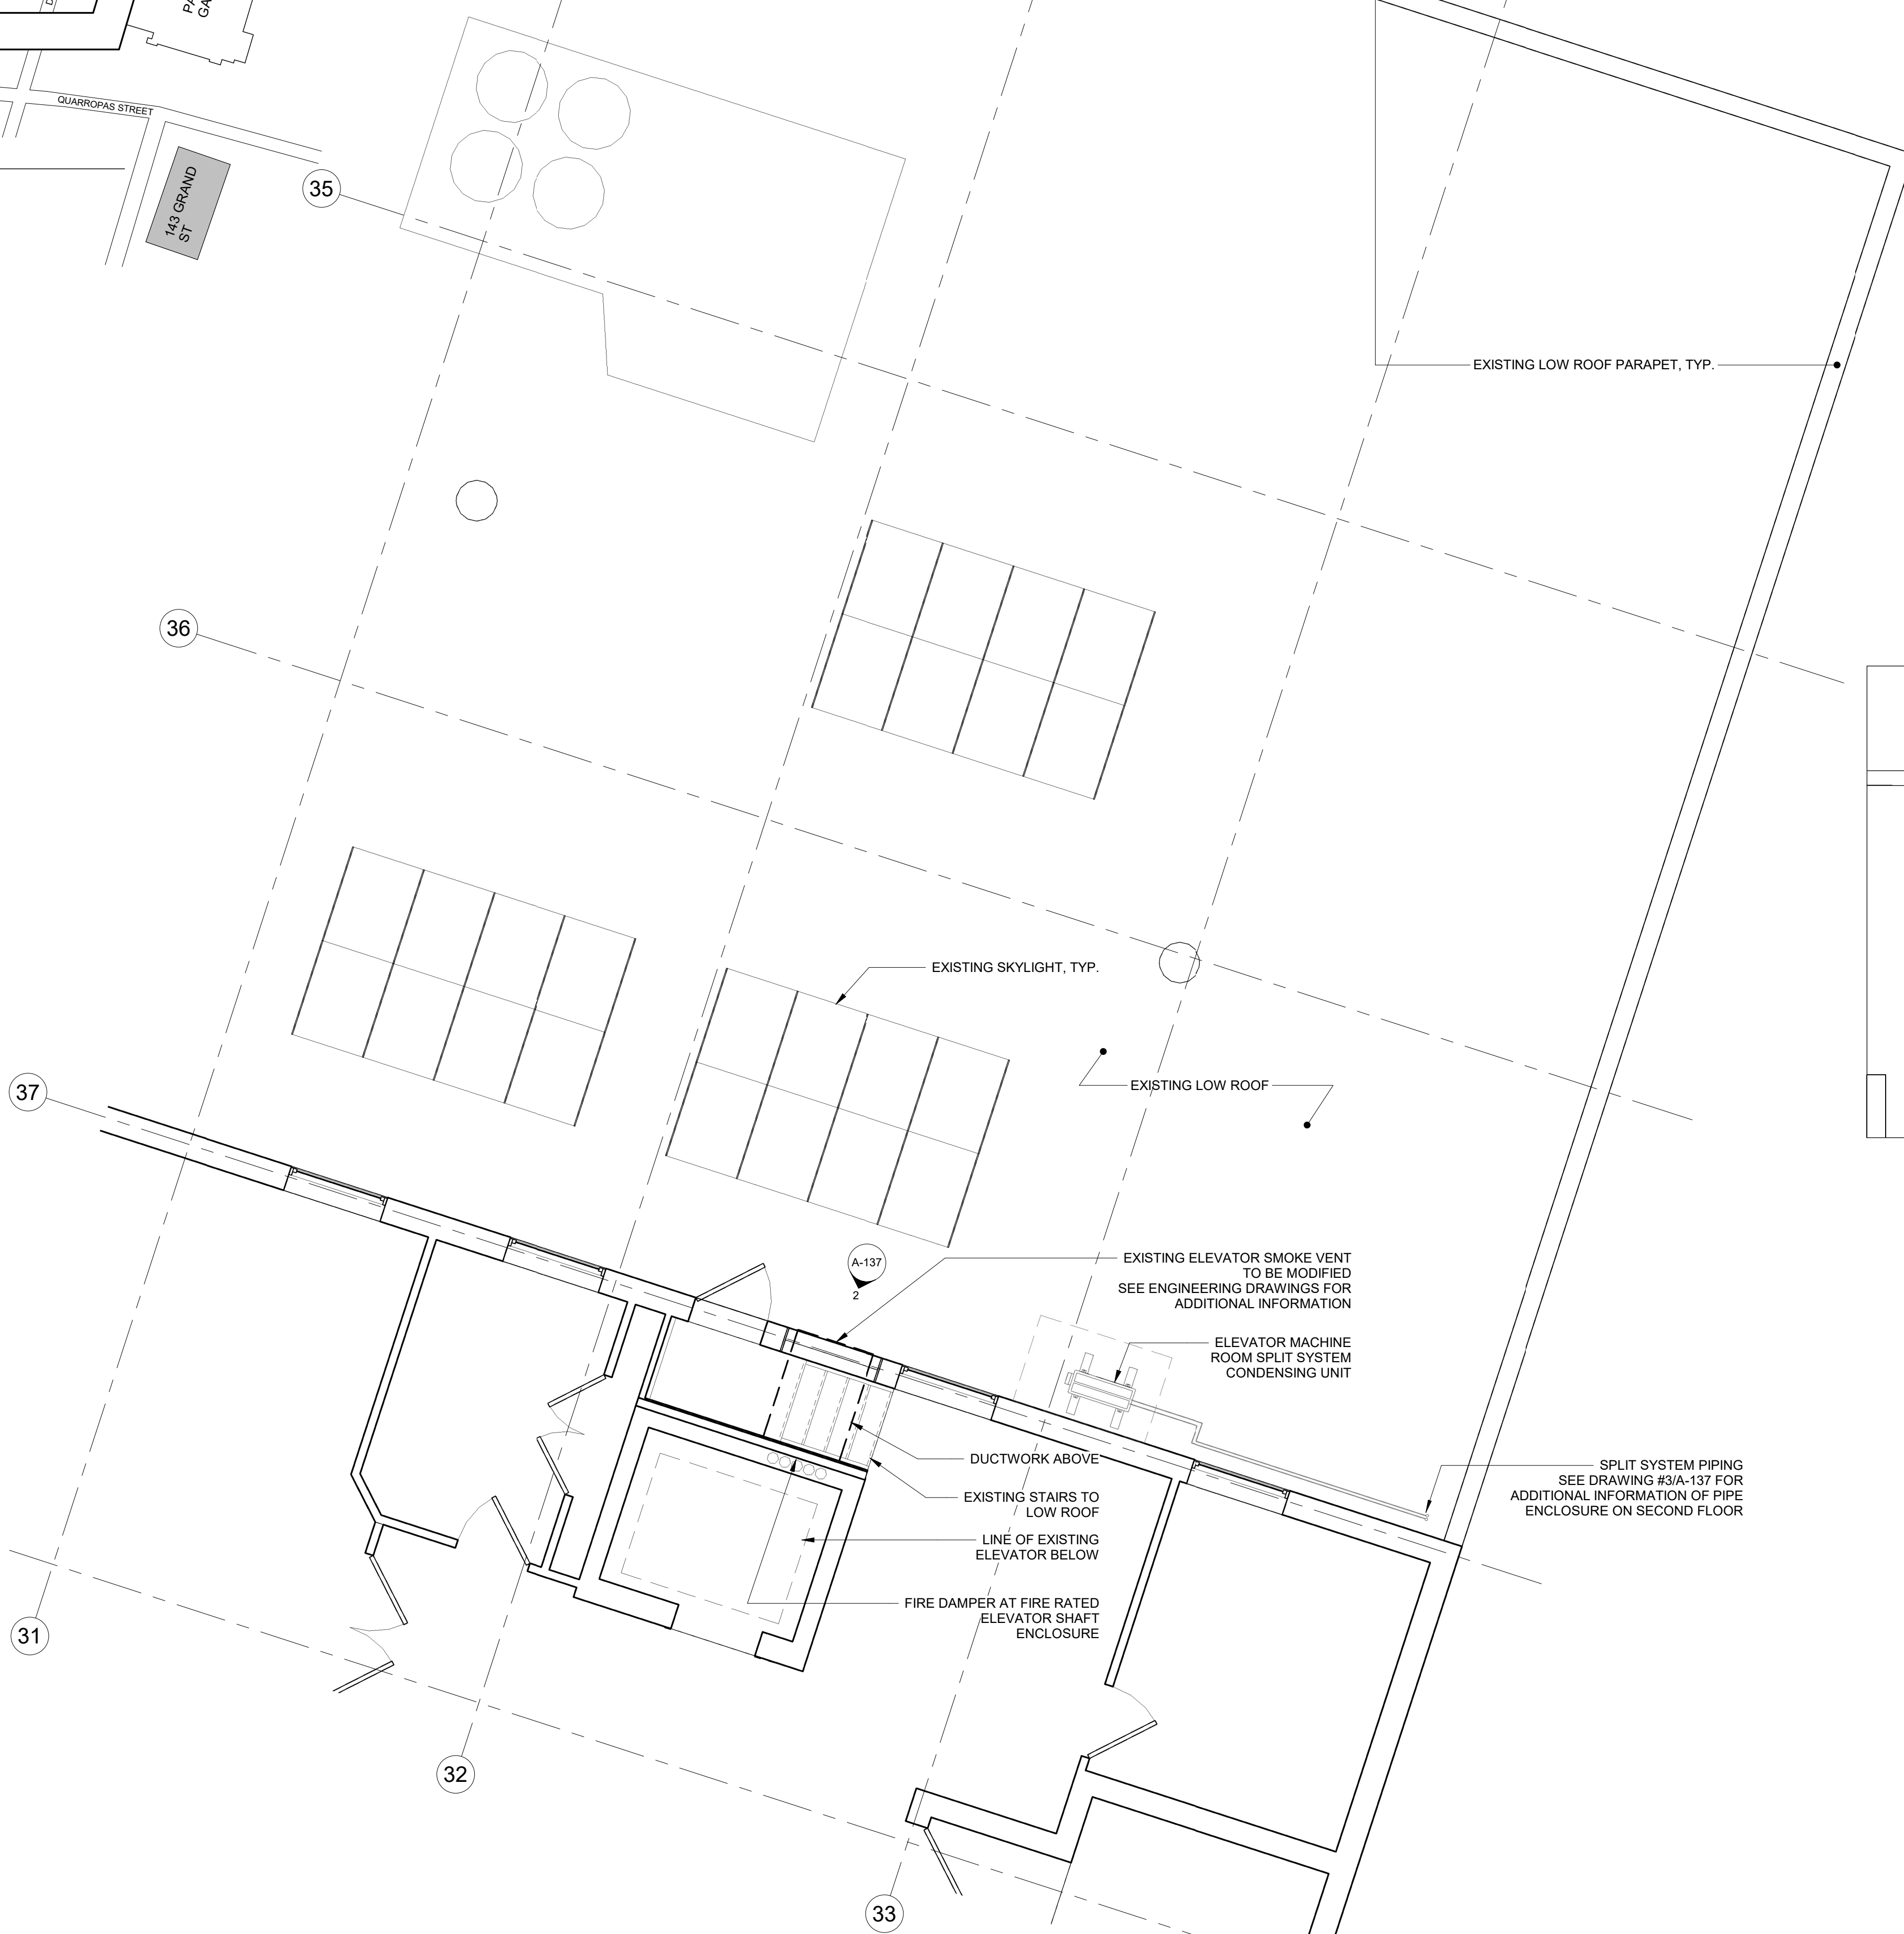 PA
GA
QUARROPAS STREET
143 GRAND
ST
35
EXISTING LOW ROOF PARAPET, TYP.
36
EXISTING SKYLIGHT, TYP.
EXISTING LOW ROOF
37
A-137
2
EXISTING ELEVATOR SMOKE VENT
TO BE MODIFIED
SEE ENGINEERING DRAWINGS FOR
ADDITIONAL INFORMATION
ELEVATOR MACHINE
ROOM SPLIT SYSTEM
CONDENSING UNIT
DUCTWORK ABOVE
SPLIT SYSTEM PIPING
SEE DRAWING #3/A-137 FOR
ADDITIONAL INFORMATION OF PIPE
ENCLOSURE ON SECOND FLOOR
EXISTING STAIRS TO
LOW ROOF
LINE OF EXISTING
ELEVATOR BELOW
FIRE DAMPER AT FIRE RATED
ELEVATOR SHAFT
ENCLOSURE
31
32
33